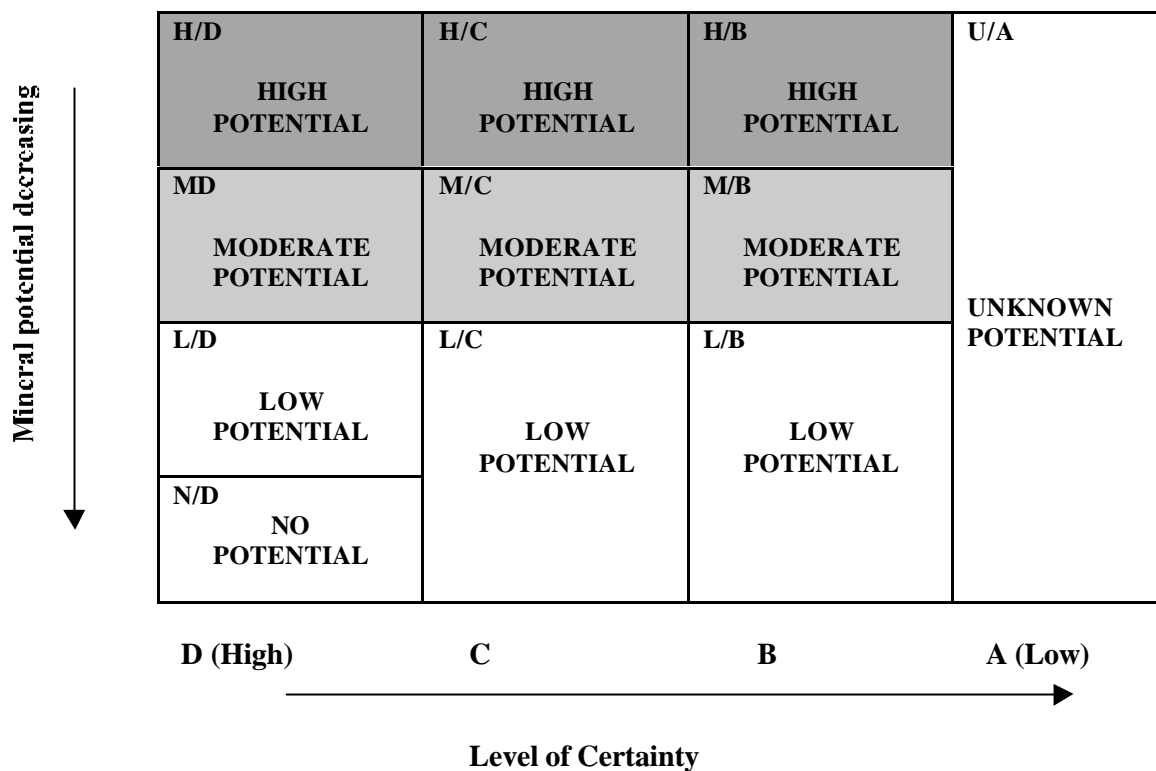 H/D
HIGH
POTENTIAL
H/C
HIGH
POTENTIAL
H/B
HIGH
POTENTIAL
U/A
UNKNOWN
POTENTIAL
MD
MODERATE
POTENTIAL
M/C
MODERATE
POTENTIAL
M/B
MODERATE
POTENTIAL
L/D
LOW
POTENTIAL
L/C
LOW
POTENTIAL
L/B
LOW
POTENTIAL
N/D
NO
POTENTIAL
Mineral potential decreasing
D (High) C B A (Low)
Level of Certainty